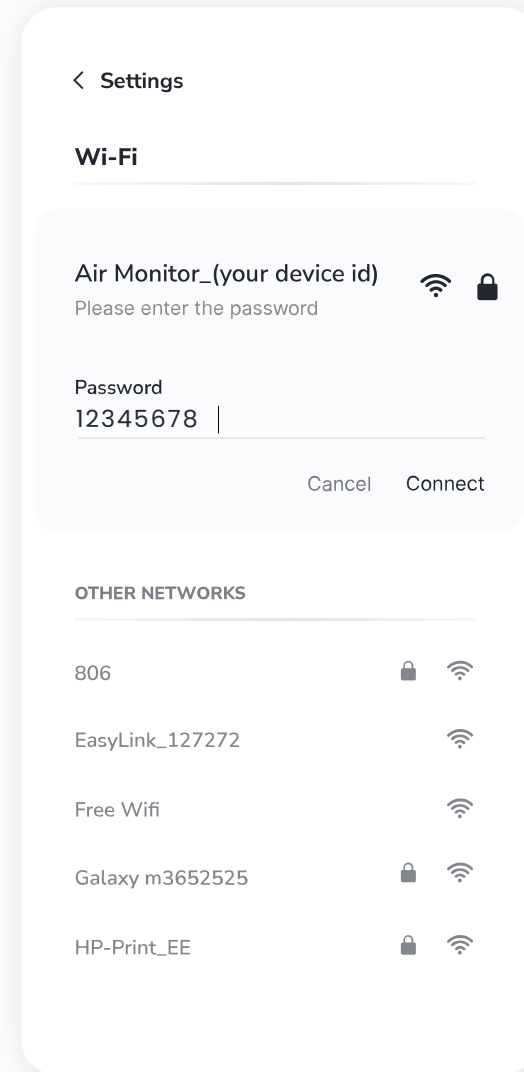 Settings
Wi-Fi
Air Monitor_(your device id)
Please enter the password
Password
12345678
Cancel Connect
OTHER NETWORKS
806
EasyLink_127272
Free Wifi
Galaxy m3652525
HP-Print_EE